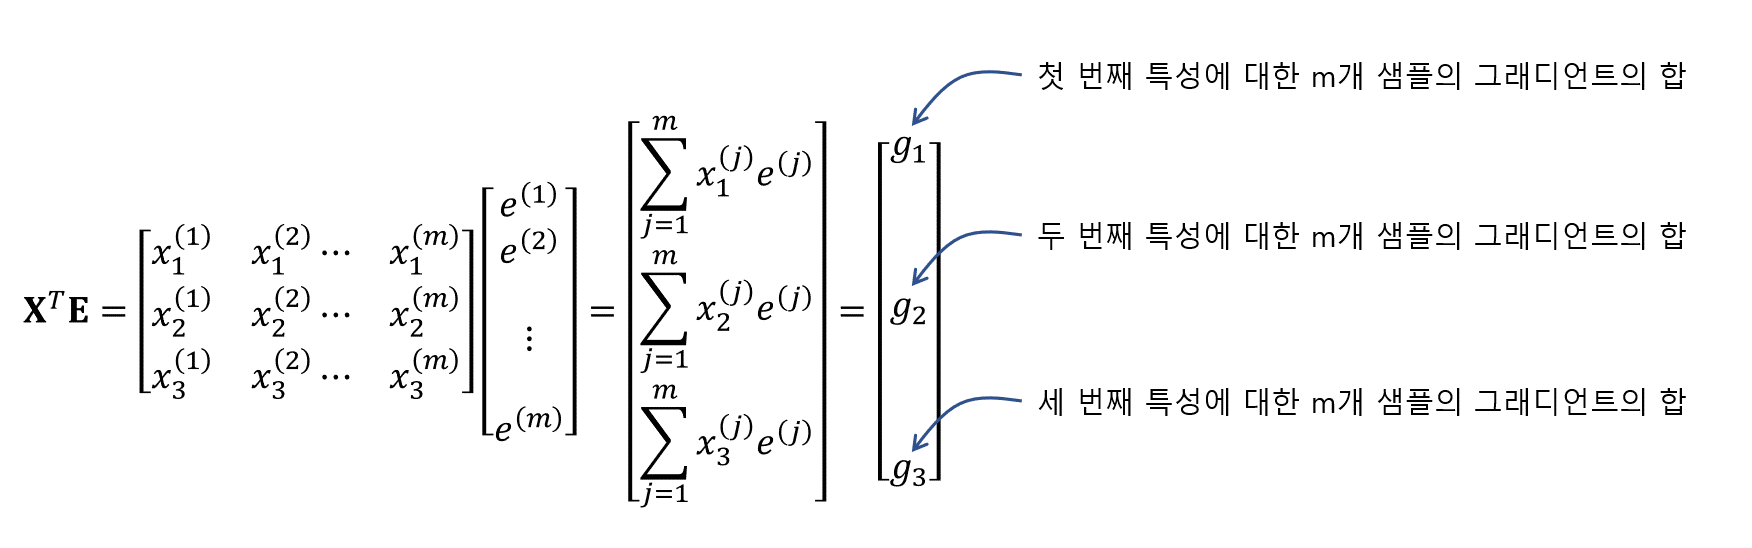 첫 번째 특성에 대한 m개 샘플의 그래디언트의 합
두 번째 특성에 대한 m개 샘플의 그래디언트의 합
세 번째 특성에 대한 m개 샘플의 그래디언트의 합
$\mathbf{X}^T\mathbf{E} = \begin{bmatrix} x_1^{(1)} & x_1^{(2)} \cdots & x_1^{(m)} \\ x_2^{(1)} & x_2^{(2)} \cdots & x_2^{(m)} \\ x_3^{(1)} & x_3^{(2)} \cdots & x_3^{(m)} \end{bmatrix} \begin{bmatrix} e^{(1)} \\ e^{(2)} \\ \vdots \\ e^{(m)} \end{bmatrix} = \begin{bmatrix} \sum_{j=1}^{m} x_1^{(j)} e^{(j)} \\ \sum_{j=1}^{m} x_2^{(j)} e^{(j)} \\ \sum_{j=1}^{m} x_3^{(j)} e^{(j)} \end{bmatrix} = \begin{bmatrix} g_1 \\ g_2 \\ g_3 \end{bmatrix}$